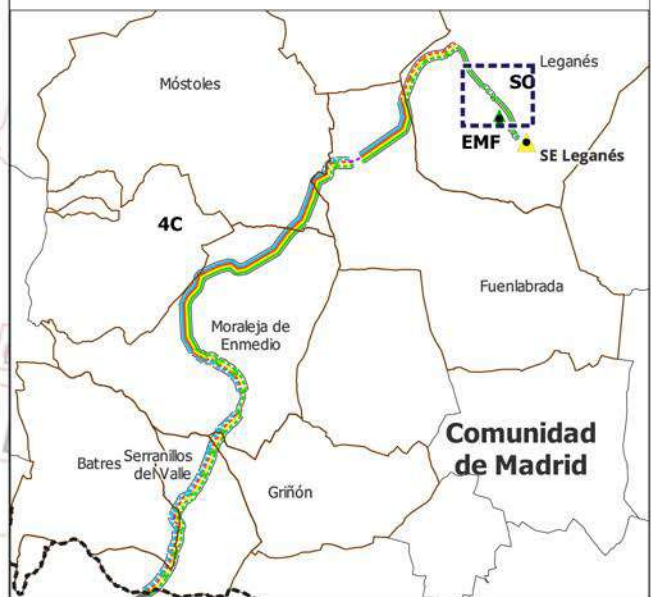 Móstoles
Leganés
SO
EMF
SE Leganés
4C
Fuenlabrada
Moraleja de
Enmedio
Comunidad
de Madrid
Batres
Serranillos
del Valle
Griñón